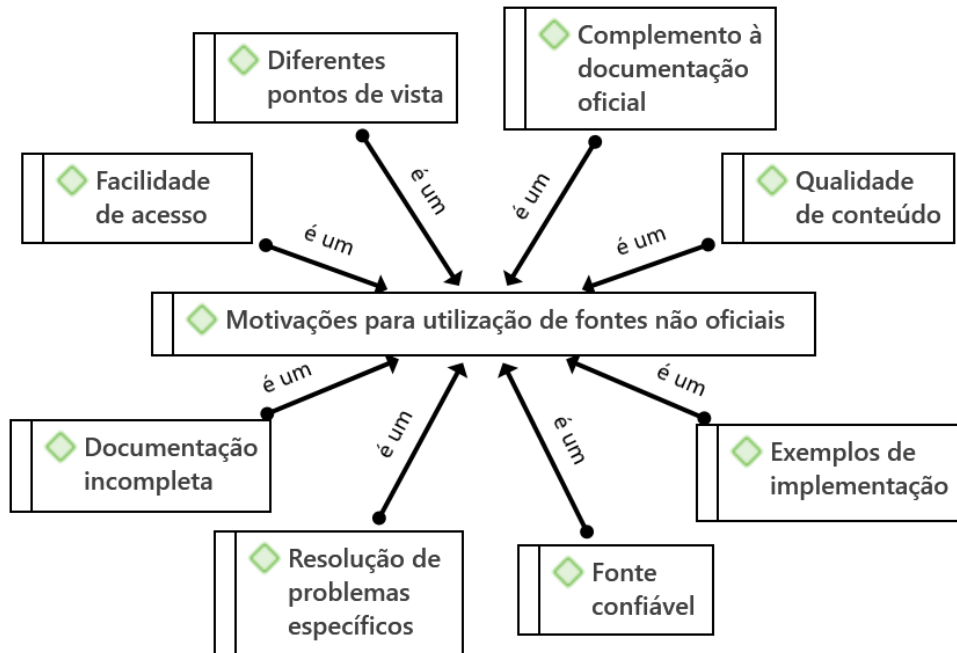 Diferentes
pontos de vista
Complemento à
documentação
oficial
Facilidade
de acesso
Qualidade
de conteúdo
é um
é um
é um
é um
Motivações para utilização de fontes não oficiais
é um
é um
é um
é um
Documentação
incompleta
Exemplos de
implementação
Resolução de
problemas
específicos
Fonte
confiável